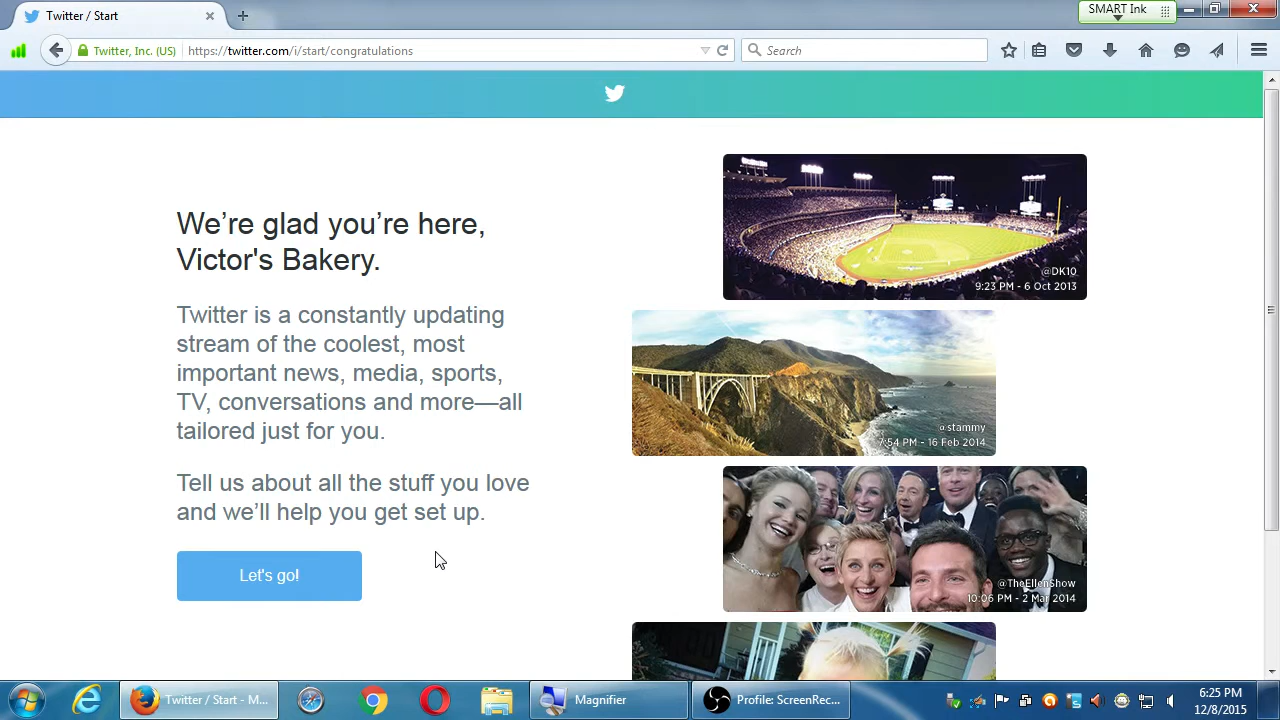 Twitter / Start
SMART Ink
Twitter, Inc. (US)
https://twitter.com/i/start/congratulations
Search
We’re glad you’re here,
Victor's Bakery.
Twitter is a constantly updating
stream of the coolest, most
important news, media, sports,
TV, conversations and more—all
tailored just for you.
Tell us about all the stuff you love
and we’ll help you get set up.
Let's go!
@DK10
9:23 PM - 6 Oct 2013
@stammy
7:54 PM - 16 Feb 2014
@TheEllenShow
10:06 PM - 2 Mar 2014
Twitter / Start - M...
Magnifier
Profile: ScreenRec...
6:25 PM
12/8/2015